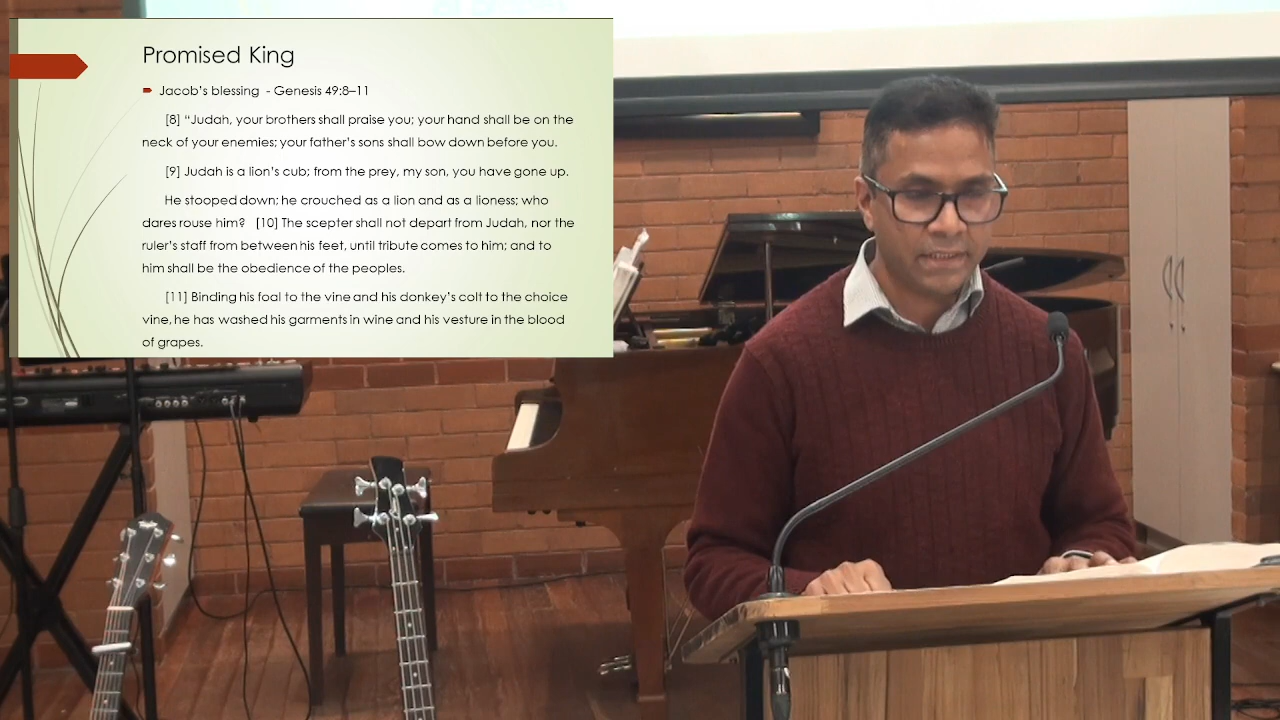 Promised King
Jacob's blessing - Genesis 49:8–11
[8] “Judah, your brothers shall praise you; your hand shall be on the
neck of your enemies; your father's sons shall bow down before you.
[9] Judah is a lion's cub; from the prey, my son, you have gone up.
He stooped down; he crouched as a lion and as a lioness; who
dares rouse him? [10] The scepter shall not depart from Judah, nor the
ruler's staff from between his feet, until tribute comes to him; and to
him shall be the obedience of the peoples.
[11] Binding his foal to the vine and his donkey's colt to the choice
vine, he has washed his garments in wine and his vesture in the blood
of grapes.